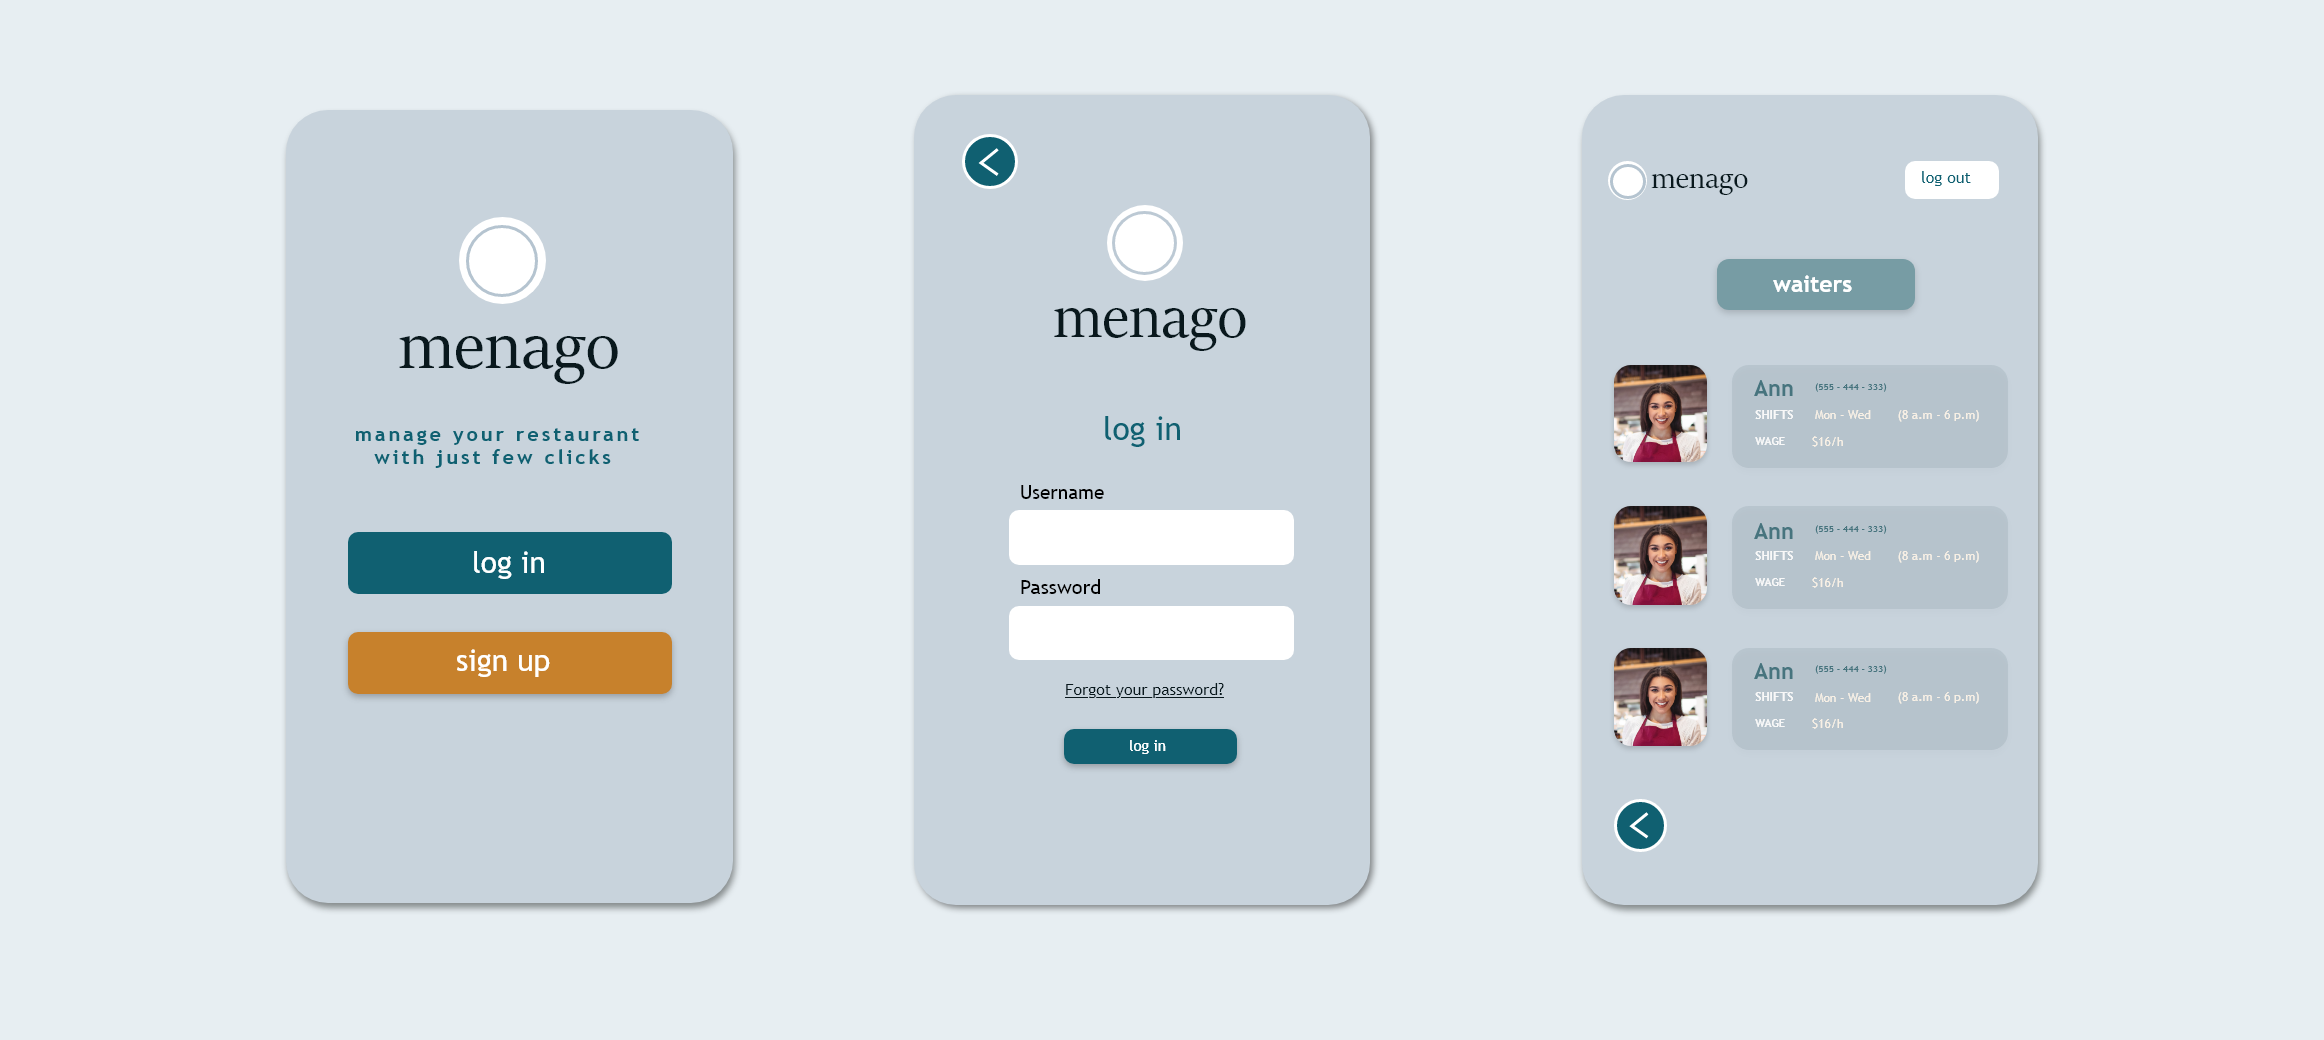 menago
manage your restaurant
with just few clicks
log in
sign up
menago
log in
Username
Password
Forgot your password?
log in
menago
log out
waiters
Ann (555 - 444 - 333)
SHIFTS Mon - Wed (8 a.m - 6 p.m)
WAGE $16/h
Ann (555 - 444 - 333)
SHIFTS Mon - Wed (8 a.m - 6 p.m)
WAGE $16/h
Ann (555 - 444 - 333)
SHIFTS Mon - Wed (8 a.m - 6 p.m)
WAGE $16/h